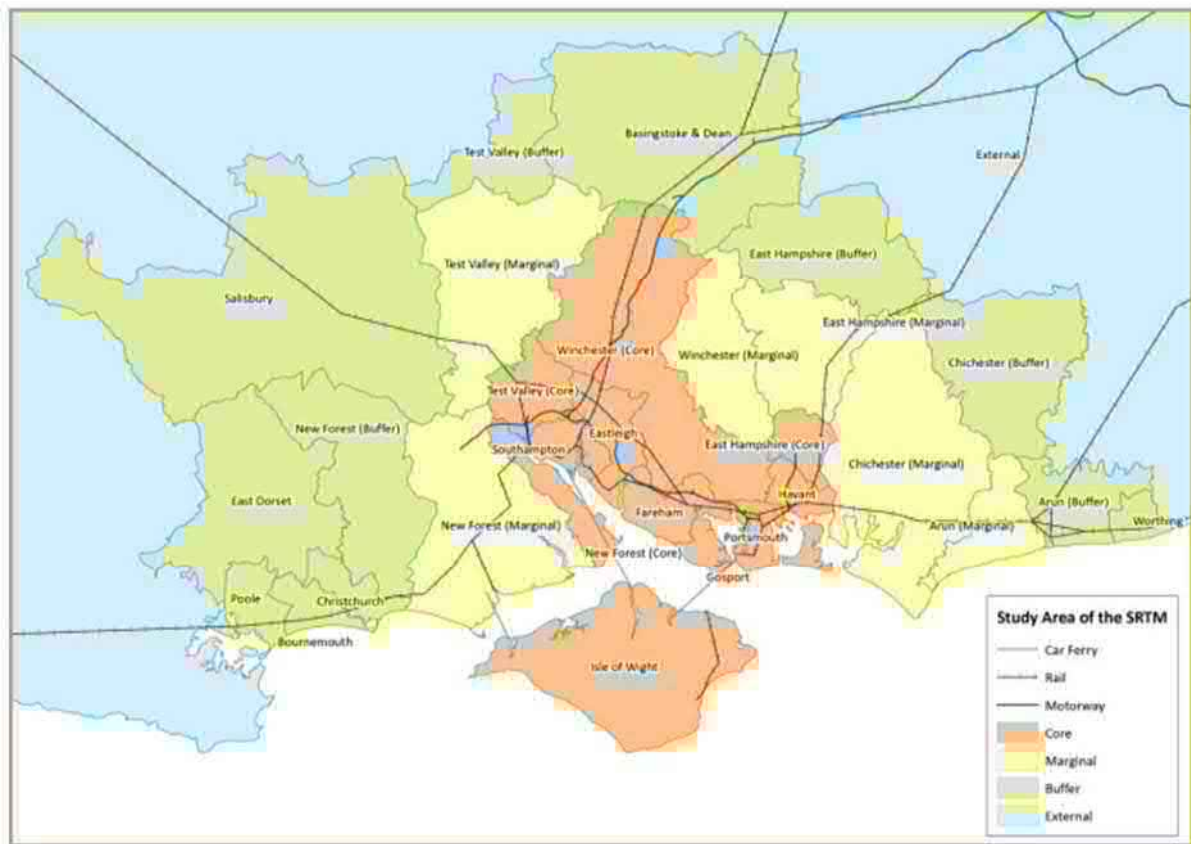 Basingstoke & Dean
Test Valley (Buffer)
External
East Hampshire (Buffer)
Test Valley (Marginal)
Salisbury
East Hampshire (Marginal)
Winchester (Core)
Winchester (Marginal)
Chichester (Buffer)
Test Valley (Core)
New Forest (Buffer)
Eastleigh
East Hampshire (Core)
Southampton
Chichester (Marginal)
Havant
East Dorset
Arun (Buffer)
Fareham
New Forest (Marginal)
Arun (Marginal)
Worthing
Portsmouth
New Forest (Core)
Gosport
Poole
Christchurch
Bournemouth
Isle of Wight
Study Area of the SRTM
Car Ferry
Rail
Motorway
Core
Marginal
Buffer
External